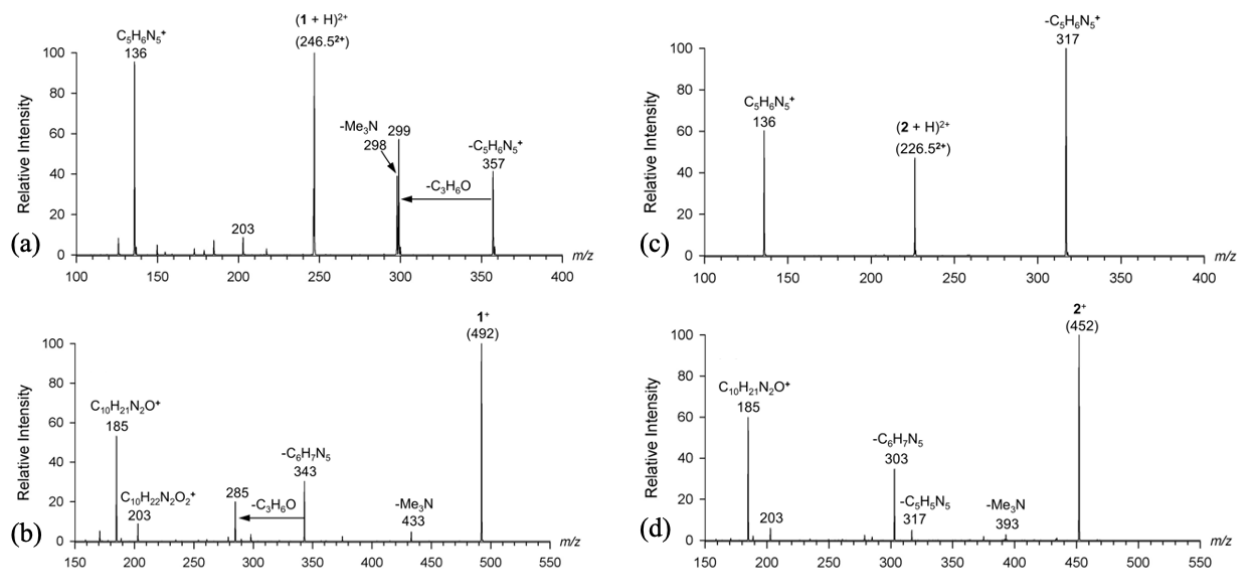 (a)
Relative Intensity
100
80
60
40
20
0
C₅H₆N₅⁺
136
(1 + H)²⁺
(246.5²⁺)
-Me₃N
298
299
-C₃H₆O
-C₅H₆N₅⁺
357
203
100 150 200 250 300 350 400 m/z
(b)
Relative Intensity
100
80
60
40
20
0
C₁₀H₂₁N₂O⁺
185
C₁₀H₂₂N₂O₂⁺
203
285
-C₃H₆O
-C₆H₇N₅
343
-Me₃N
433
1⁺
(492)
150 200 250 300 350 400 450 500 550 m/z
(c)
Relative Intensity
100
80
60
40
20
0
C₅H₆N₅⁺
136
(2 + H)²⁺
(226.5²⁺)
-C₅H₆N₅⁺
317
100 150 200 250 300 350 400 m/z
(d)
Relative Intensity
100
80
60
40
20
0
C₁₀H₂₁N₂O⁺
185
203
-C₆H₇N₅
303
-C₅H₅N₅
317
-Me₃N
393
2⁺
(452)
150 200 250 300 350 400 450 500 550 m/z